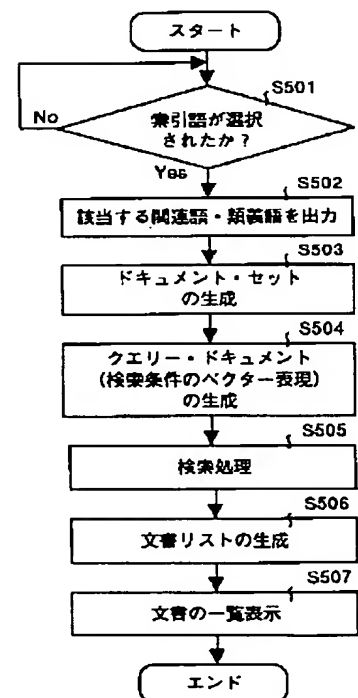 スタート
S501
索引語が選択
されたか？
No
Yes
S502
該当する関連語・類義語を出力
S503
ドキュメント・セット
の生成
S504
クエリー・ドキュメント
(検索条件のベクター表現)
の生成
S505
検索処理
S506
文書リストの生成
S507
文書の一覧表示
エンド